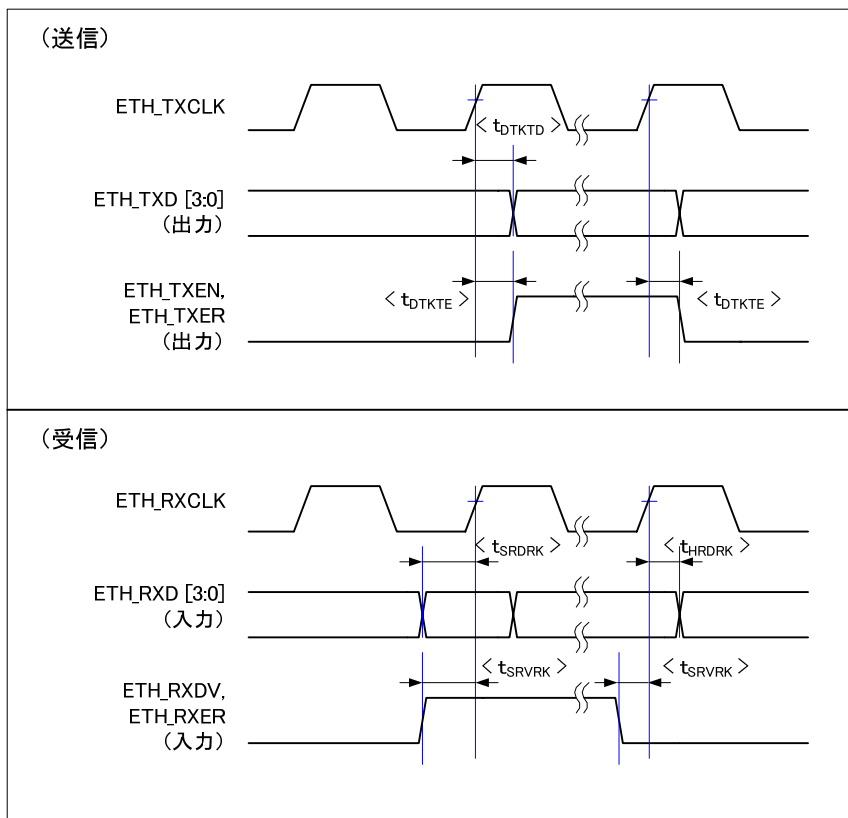 （送信）
ETH_TXCLK
< tDTKTD >
ETH_TXD [3:0]
（出力）
ETH_TXEN,
ETH_TXER
（出力）
< tDTKTE >
< tDTKTE >
（受信）
ETH_RXCLK
< tSRDRK >
< tHRDRK >
ETH_RXD [3:0]
（入力）
< tSRVRK >
< tSRVRK >
ETH_RXDV,
ETH_RXER
（入力）